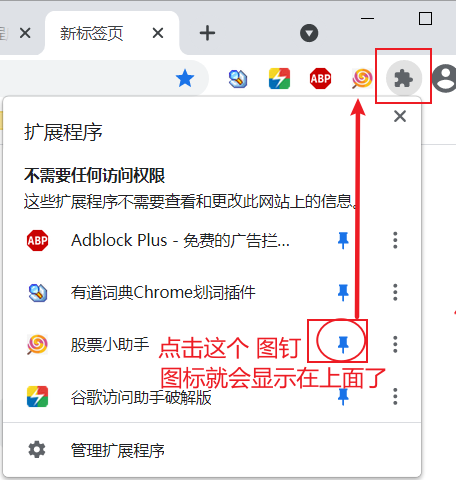 新标签页
ABP
扩展程序
不需要任何访问权限
这些扩展程序不需要查看和更改此网站上的信息。
ABP Adblock Plus - 免费的广告拦...
有道词典Chrome划词插件
股票小助手
点击这个 图钉
图标就会显示在上面了
谷歌访问助手破解版
管理扩展程序